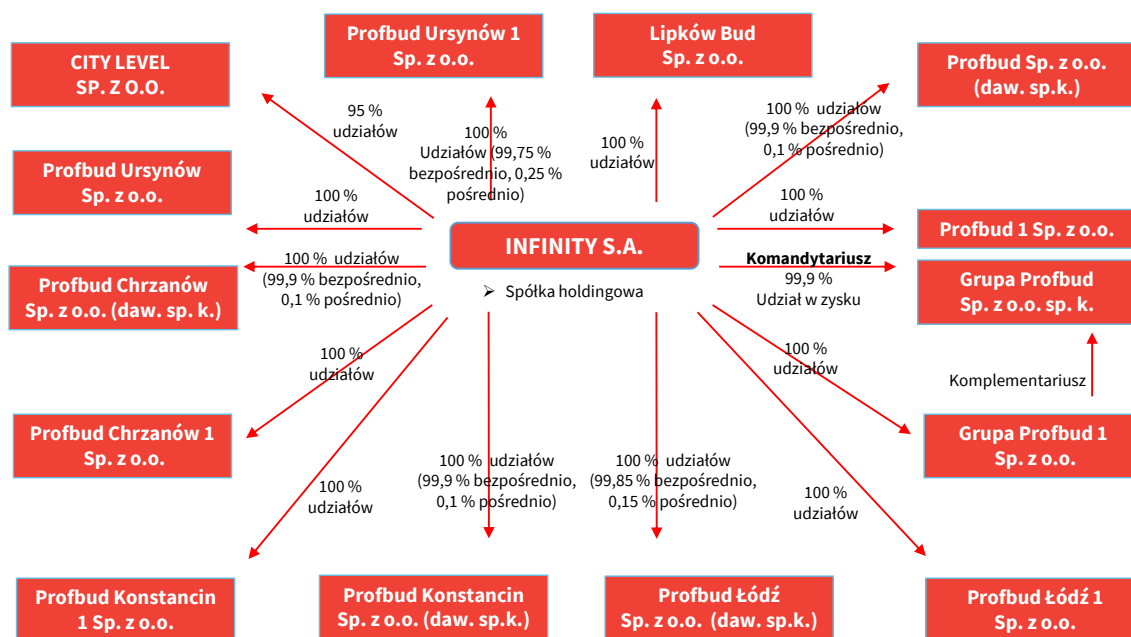 Profbud Ursynów 1
Sp. z o.o.
Lipków Bud
Sp. z o.o.
CITY LEVEL
SP. Z O.O.
Profbud Sp. z o.o.
(daw. sp.k.)
95 %
udziałów
100 %
Udziałów (99,75 %
bezpośrednio, 0,25 %
pośrednio)
100 %
udziałów
100 % udziałów
(99,9 % bezpośrednio,
0,1 % pośrednio)
Profbud Ursynów
Sp. z o.o.
100 %
udziałów
100 %
udziałów
Profbud 1 Sp. z o.o.
INFINITY S.A.
Spółka holdingowa
100 % udziałów
(99,9 % bezpośrednio,
0,1 % pośrednio)
Komandytariusz
99,9 %
Udział w zysku
Profbud Chrzanów
Sp. z o.o. (daw. sp. k.)
Grupa Profbud
Sp. z o.o. sp. k.
100 %
udziałów
100 %
udziałów
Komplementariusz
Profbud Chrzanów 1
Sp. z o.o.
Grupa Profbud 1
Sp. z o.o.
100 %
udziałów
100 % udziałów
(99,9 % bezpośrednio,
0,1 % pośrednio)
100 % udziałów
(99,85 % bezpośrednio,
0,15 % pośrednio)
100 %
udziałów
Profbud Konstancin
1 Sp. z o.o.
Profbud Konstancin
Sp. z o.o. (daw. sp.k.)
Profbud Łódź
Sp. z o.o. (daw. sp.k.)
Profbud Łódź 1
Sp. z o.o.